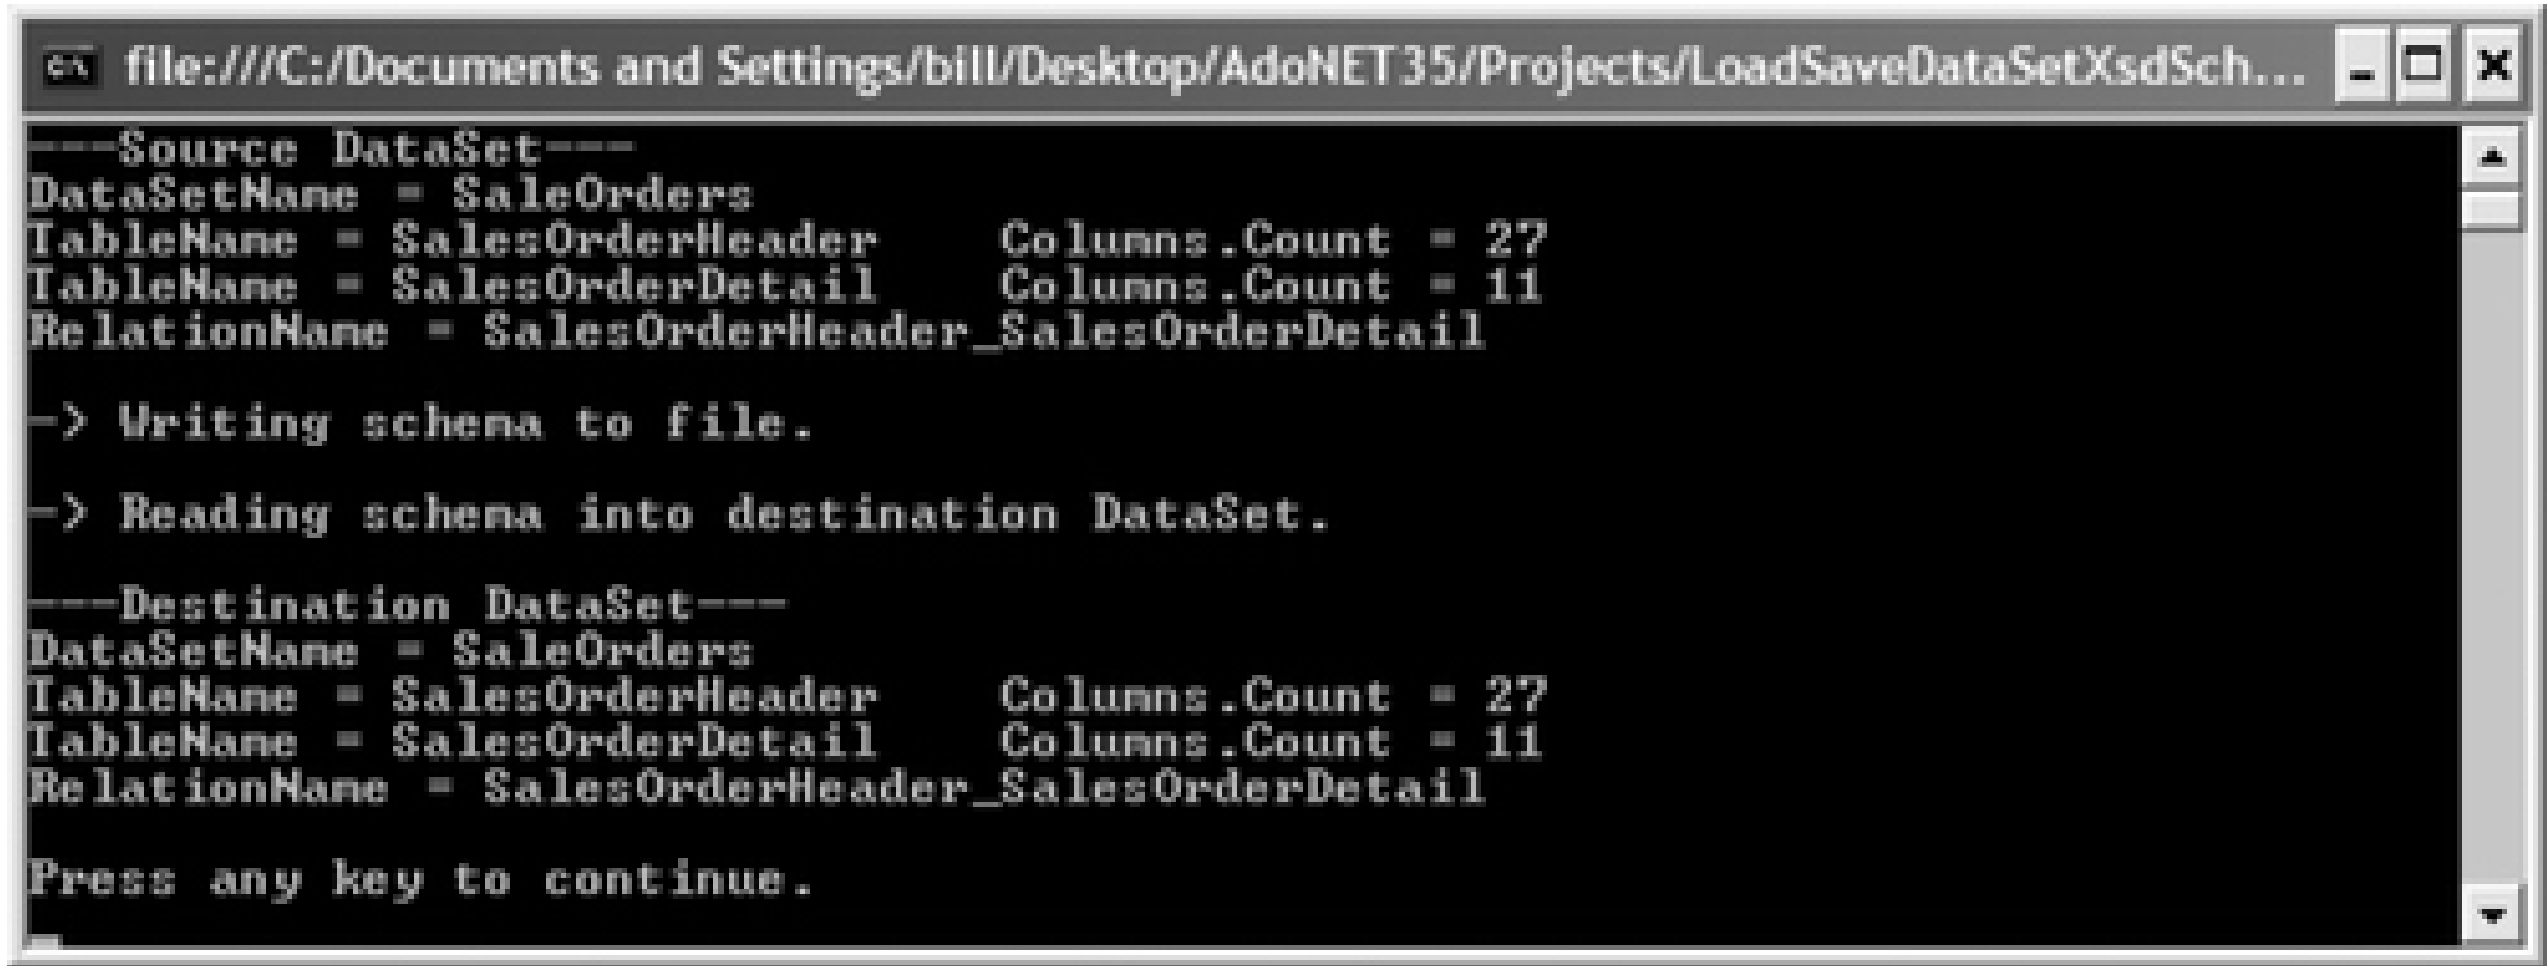 file:///C:/Documents and Settings/bill/Desktop/AdoNET35/Projects/LoadSaveDataSetXsdSch...
---Source DataSet---
DataSetName = SaleOrders
TableName = SalesOrderHeader    Columns.Count = 27
TableName = SalesOrderDetail    Columns.Count = 11
RelationName = SalesOrderHeader_SalesOrderDetail
-> Writing schema to file.
-> Reading schema into destination DataSet.
---Destination DataSet---
DataSetName = SaleOrders
TableName = SalesOrderHeader    Columns.Count = 27
TableName = SalesOrderDetail    Columns.Count = 11
RelationName = SalesOrderHeader_SalesOrderDetail
Press any key to continue.